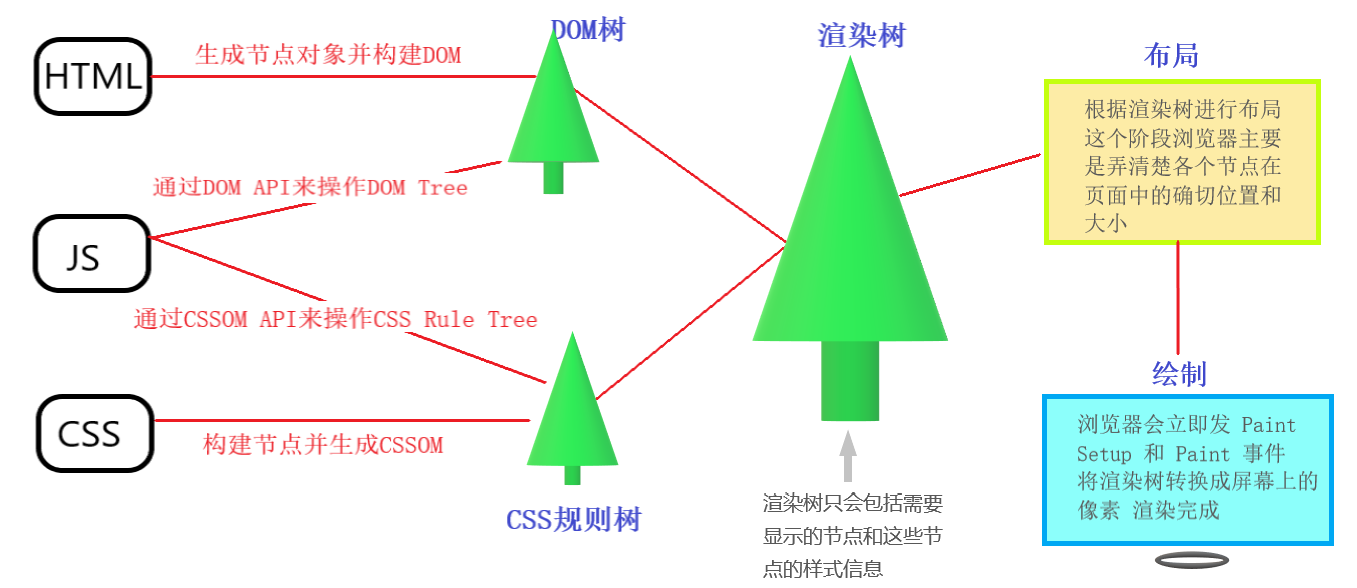 HTML
生成节点对象并构建DOM
DOM树
JS
通过DOM API来操作DOM Tree
通过CSSOM API来操作CSS Rule Tree
CSS
构建节点并生成CSSOM
CSS规则树
渲染树
渲染树只会包括需要
显示的节点和这些节
点的样式信息
布局
根据渲染树进行布局
这个阶段浏览器主要
是弄清楚各个节点在
页面中的确切位置和
大小
绘制
浏览器会立即发 Paint
Setup 和 Paint 事件
将渲染树转换成屏幕上的
像素 渲染完成